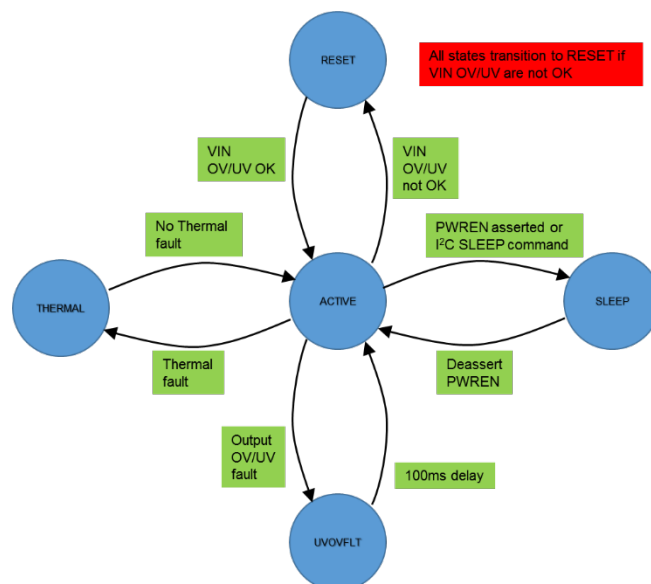 RESET
All states transition to RESET if
VIN OV/UV are not OK
VIN
OV/UV OK
VIN
OV/UV
not OK
No Thermal
fault
PWREN asserted or
I²C SLEEP command
THERMAL
ACTIVE
SLEEP
Thermal
fault
Deassert
PWREN
Output
OV/UV
fault
100ms delay
UVOVFLT